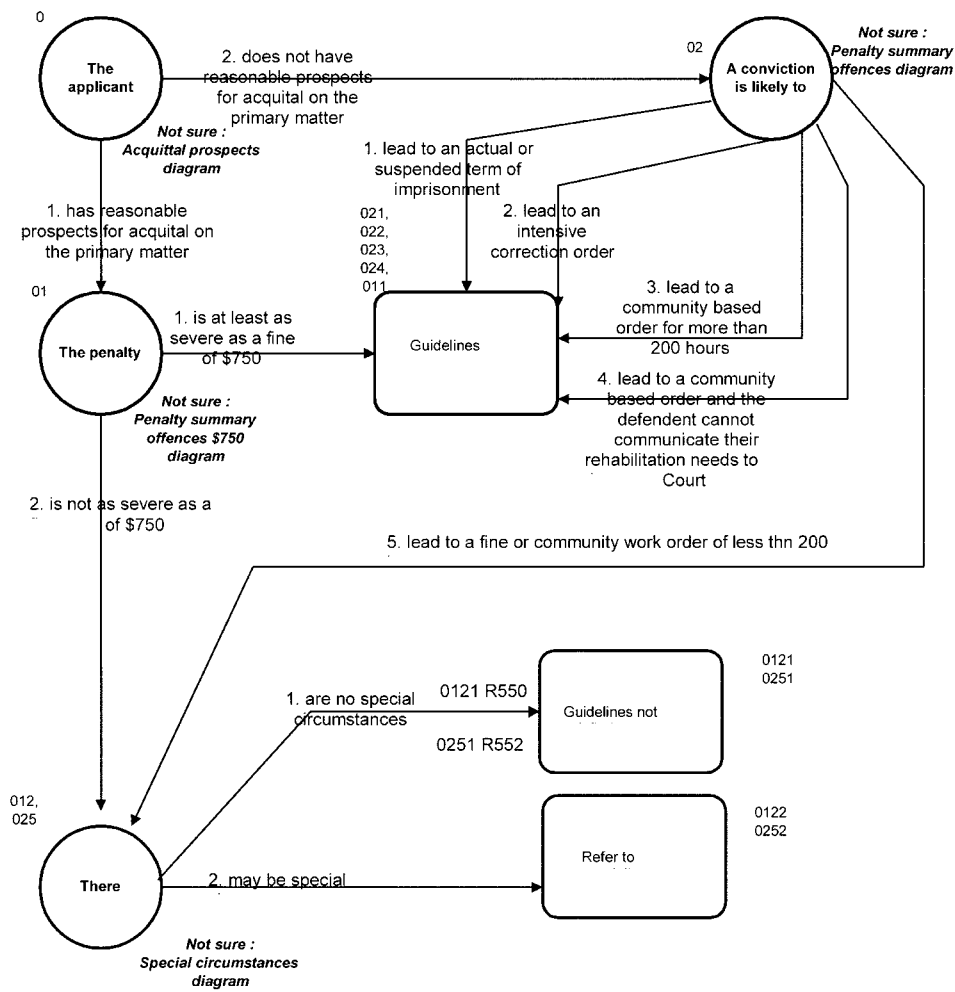 0
The
applicant
2. does not have
reasonable prospects
for acquital on the
primary matter
02
A conviction
is likely to
Not sure :
Penalty summary
offences diagram
Not sure :
Acquittal prospects
diagram
1. lead to an actual or
suspended term of
imprisonment
1. has reasonable
prospects for acquital on
the primary matter
021,
022,
023,
024,
011
2. lead to an
intensive
correction order
01
The penalty
1. is at least as
severe as a fine
of $750
Guidelines
3. lead to a
community based
order for more than
200 hours
Not sure :
Penalty summary
offences $750
diagram
4. lead to a community
based order and the
defendent cannot
communicate their
rehabilitation needs to
Court
2. is not as severe as a
of $750
5. lead to a fine or community work order of less thn 200
1. are no special
circumstances
0121 R550
0251 R552
Guidelines not
0121
0251
012,
025
There
2. may be special
Refer to
0122
0252
Not sure :
Special circumstances
diagram